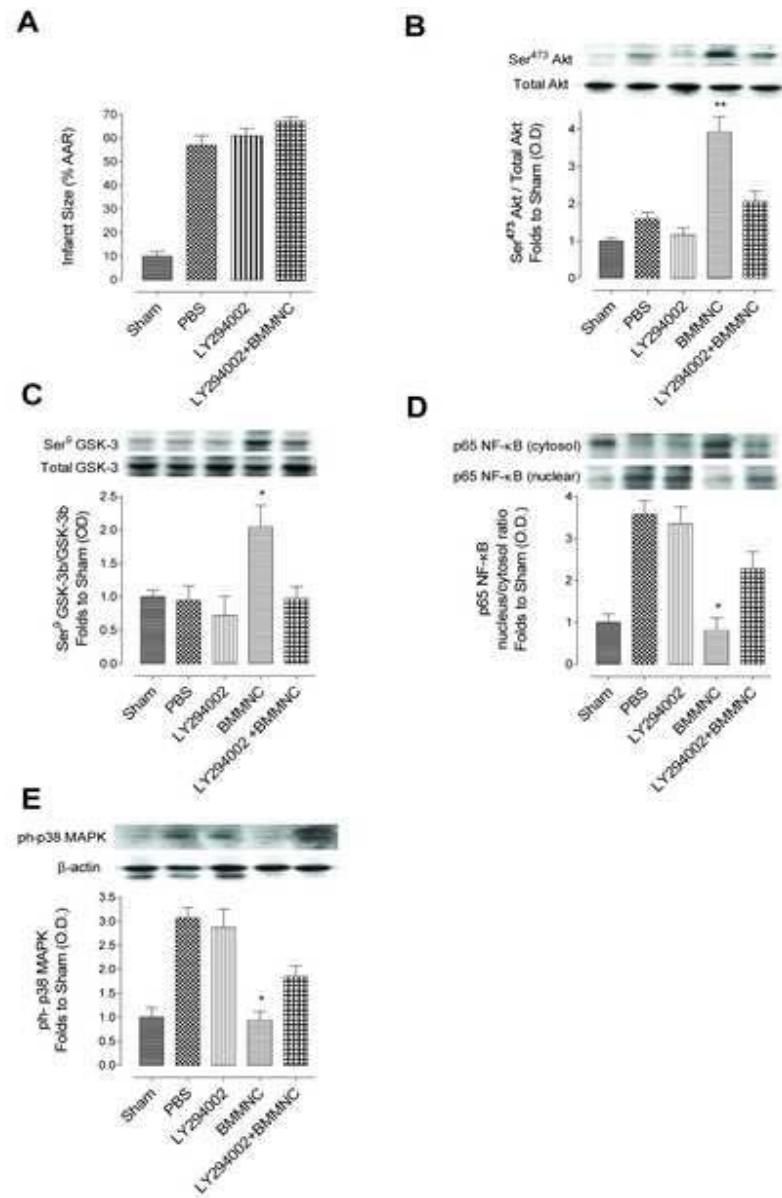 A
Infarct Size (% AAR)
70
60
50
40
30
20
10
0
Sham
PBS
LY294002
LY294002+BMMNC
B
Ser⁴⁷³ Akt
Total Akt
Ser⁴⁷³ Akt / Total Akt
Folds to Sham (O.D)
4
3
2
1
0
**
Sham
PBS
LY294002
BMMNC
LY294002+BMMNC
C
Ser⁹ GSK-3
Total GSK-3
Ser⁹ GSK-3b/GSK-3b
Folds to Sham (OD)
2.5
2.0
1.5
1.0
0.5
0.0
*
Sham
PBS
LY294002
BMMNC
LY294002 +BMMNC
D
p65 NF-κB (cytosol)
p65 NF-κB (nuclear)
p65 NF-κB
nucleus/cytosol ratio
Folds to Sham (O.D.)
4
3
2
1
0
*
Sham
PBS
LY294002
BMMNC
LY294002+BMMNC
E
ph-p38 MAPK
β-actin
ph- p38 MAPK
Folds to Sham (O.D.)
3.5
3.0
2.5
2.0
1.5
1.0
0.5
0.0
*
Sham
PBS
LY294002
BMMNC
LY294002+BMMNC